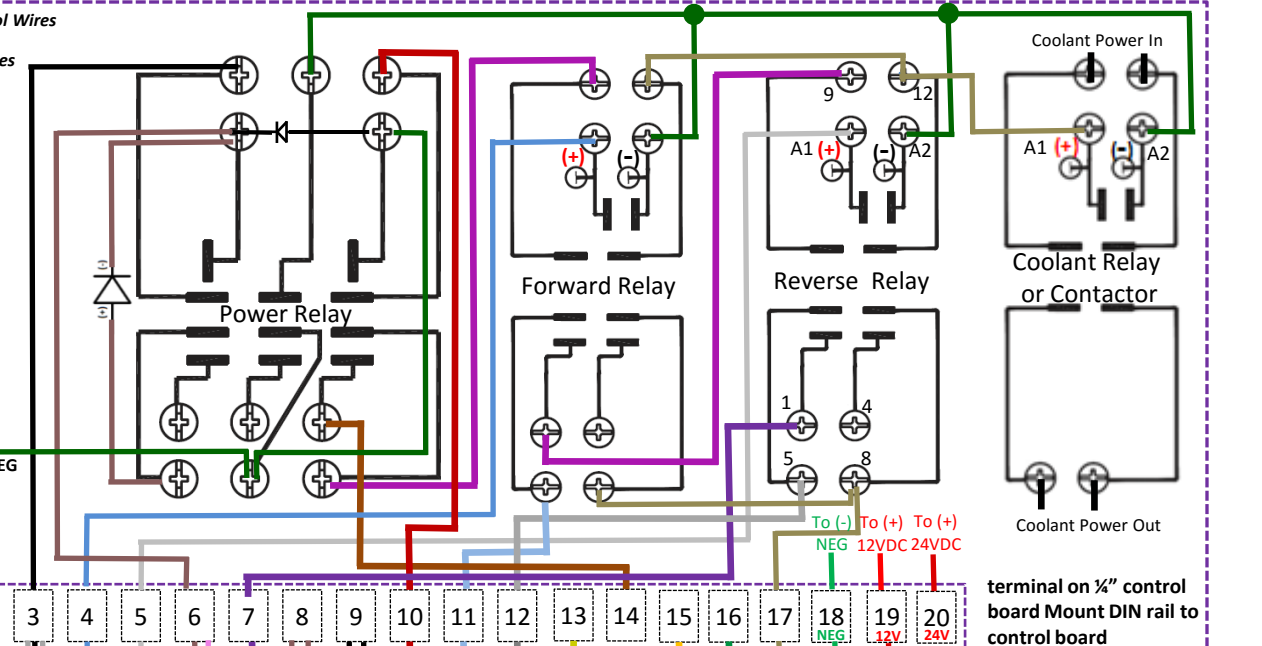 ol Wires
es
Coolant Power In
9
12
A1 (+)
(-)
A2
(+)
(-)
A1 (+)
(-)
A2
Power Relay
Forward Relay
Reverse Relay
Coolant Relay
or Contactor
(-)
(+)
1
4
5
8
EG
To (-)
NEG
To (+)
12VDC
To (+)
24VDC
Coolant Power Out
3
4
5
6
7
8
9
10
11
12
13
14
15
16
17
18
NEG
19
12V
20
24V
terminal on ¼” control
board Mount DIN rail to
control board